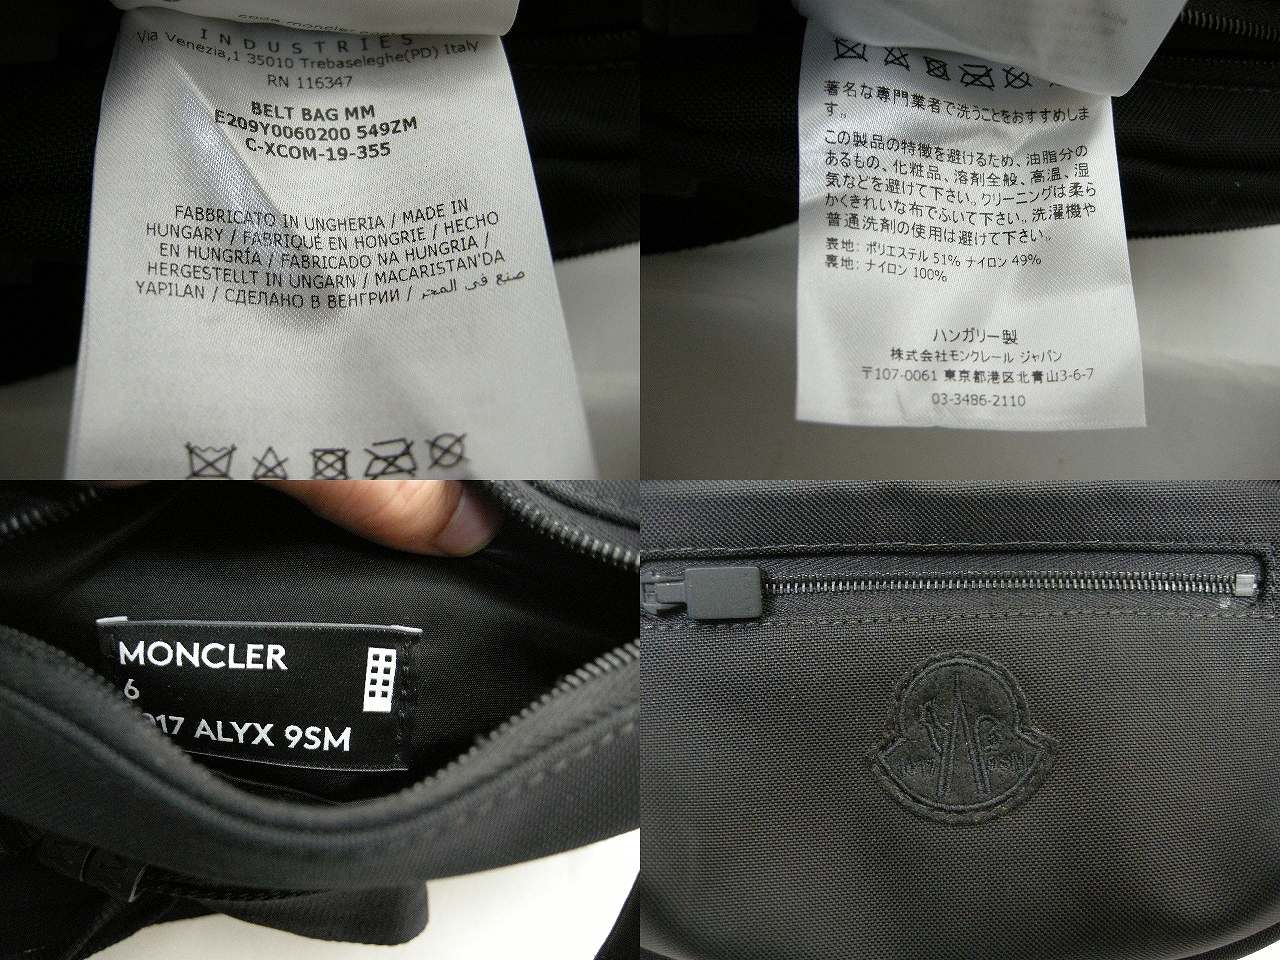 INDUSTRIES
Via Venezia,1 35010 Trebaseleghe(PD) Italy
RN 116347
BELT BAG MM
E209Y0060200 549ZM
C-XCOM-19-355
FABBRICATO IN UNGHERIA / MADE IN
HUNGARY / FABRIQUÉ EN HONGRIE / HECHO
EN HUNGRÍA / FABRICADO NA HUNGRIA /
HERGESTELLT IN UNGARN / MACARISTAN'DA
YAPILAN / СДЕЛАНО В ВЕНГРИИ / صنع في المجر
著名な専門業者で洗うことをおすすめしま
す。
この製品の特徴を避けるため、油脂分の
あるもの、化粧品、溶剤全般、高温、湿
気などを避けて下さい。クリーニングは柔ら
かくきれいな布でふいて下さい。洗濯機や
普通洗剤の使用は避けて下さい。
表地: ポリエステル 51% ナイロン 49%
裏地: ナイロン 100%
ハンガリー製
株式会社モンクレール ジャパン
〒107-0061 東京都港区北青山3-6-7
03-3486-2110
MONCLER
6
017 ALYX 9SM